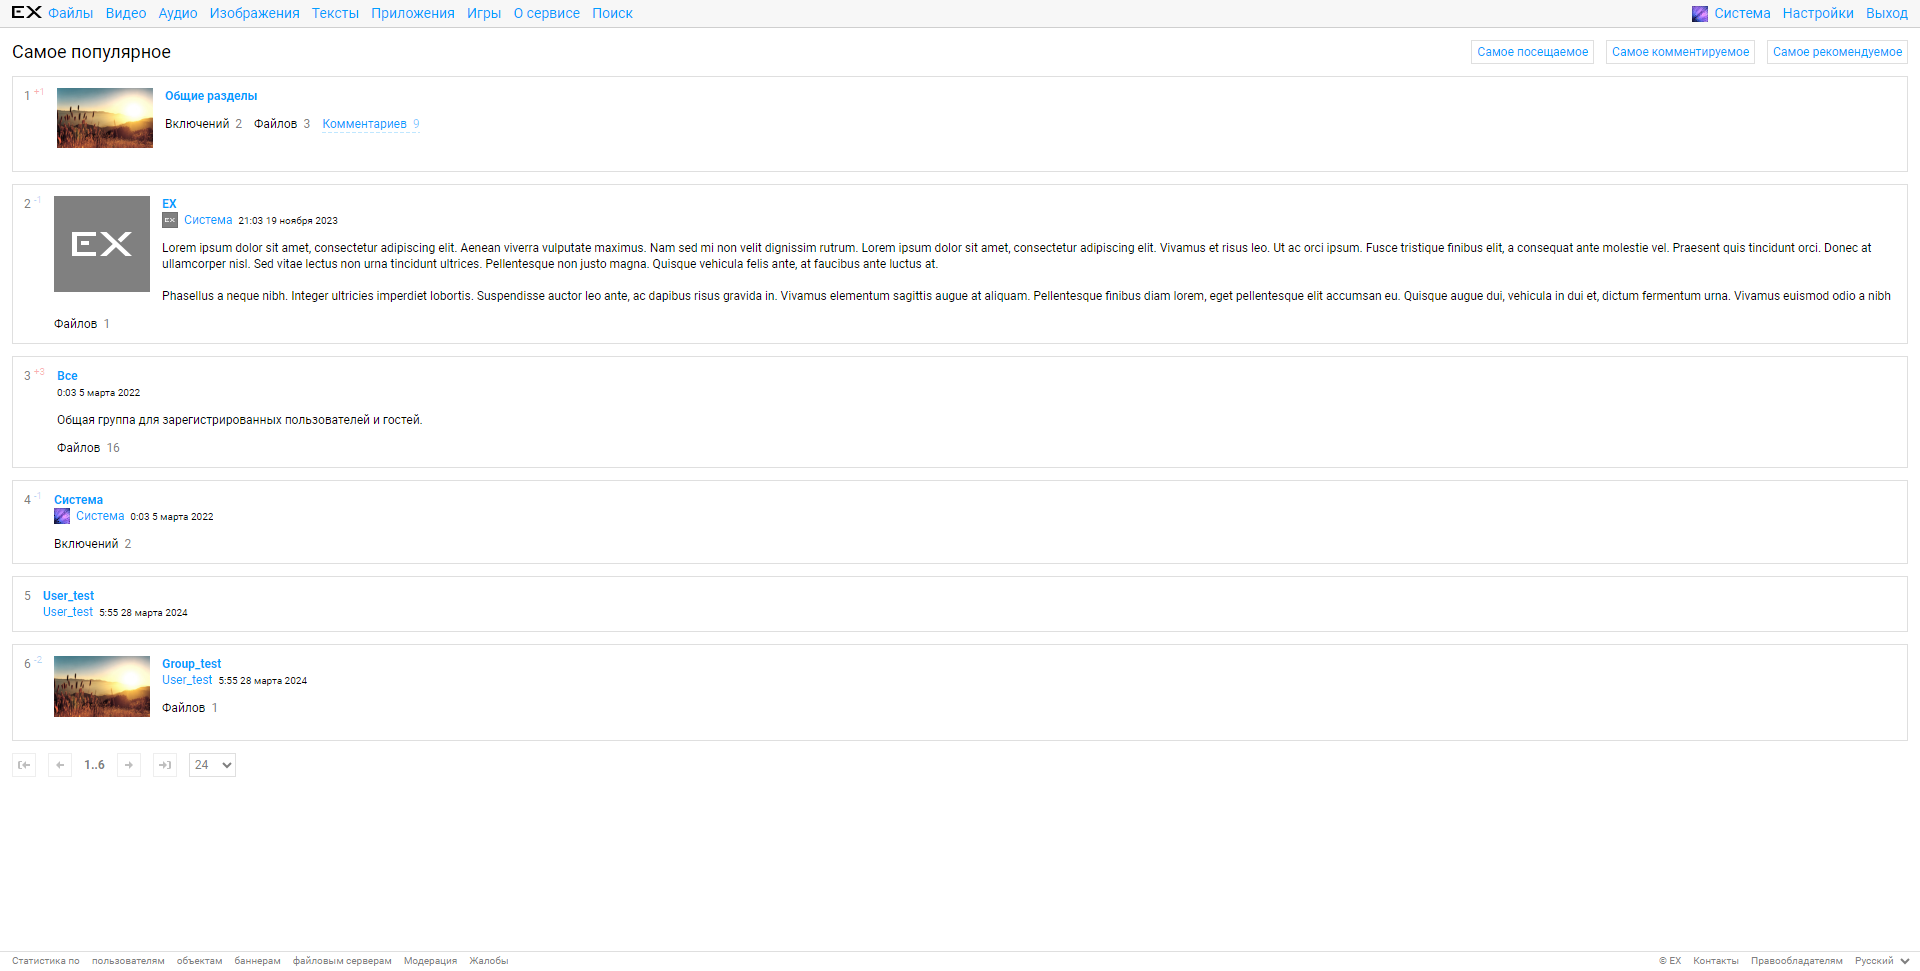 EX Файлы Видео Аудио Изображения Тексты Приложения Игры О сервисе Поиск Система Настройки Выход
Самое популярное Самое посещаемое Самое комментируемое Самое рекомендуемое
1 +1 Общие разделы
Включений 2 Файлов 3 Комментариев 9
2 -1 EX
EX EX Система 21:03 19 ноября 2023
Lorem ipsum dolor sit amet, consectetur adipiscing elit. Aenean viverra vulputate maximus. Nam sed mi non velit dignissim rutrum. Lorem ipsum dolor sit amet, consectetur adipiscing elit. Vivamus et risus leo. Ut ac orci ipsum. Fusce tristique finibus elit, a consequat ante molestie vel. Praesent quis tincidunt orci. Donec at
ullamcorper nisl. Sed vitae lectus non urna tincidunt ultrices. Pellentesque non justo magna. Quisque vehicula felis ante, at faucibus ante luctus at.
Phasellus a neque nibh. Integer ultricies imperdiet lobortis. Suspendisse auctor leo ante, ac dapibus risus gravida in. Vivamus elementum sagittis augue at aliquam. Pellentesque finibus diam lorem, eget pellentesque elit accumsan eu. Quisque augue dui, vehicula in dui et, dictum fermentum urna. Vivamus euismod odio a nibh
Файлов 1
3 +3 Все
0:03 5 марта 2022
Общая группа для зарегистрированных пользователей и гостей.
Файлов 16
4 -1 Система
Система 0:03 5 марта 2022
Включений 2
5 User_test
User_test 5:55 28 марта 2024
6 -2 Group_test
User_test 5:55 28 марта 2024
Файлов 1
1..6 24
Статистика по пользователям объектам баннерам файловым серверам Модерация Жалобы © EX Контакты Правообладателям Русский